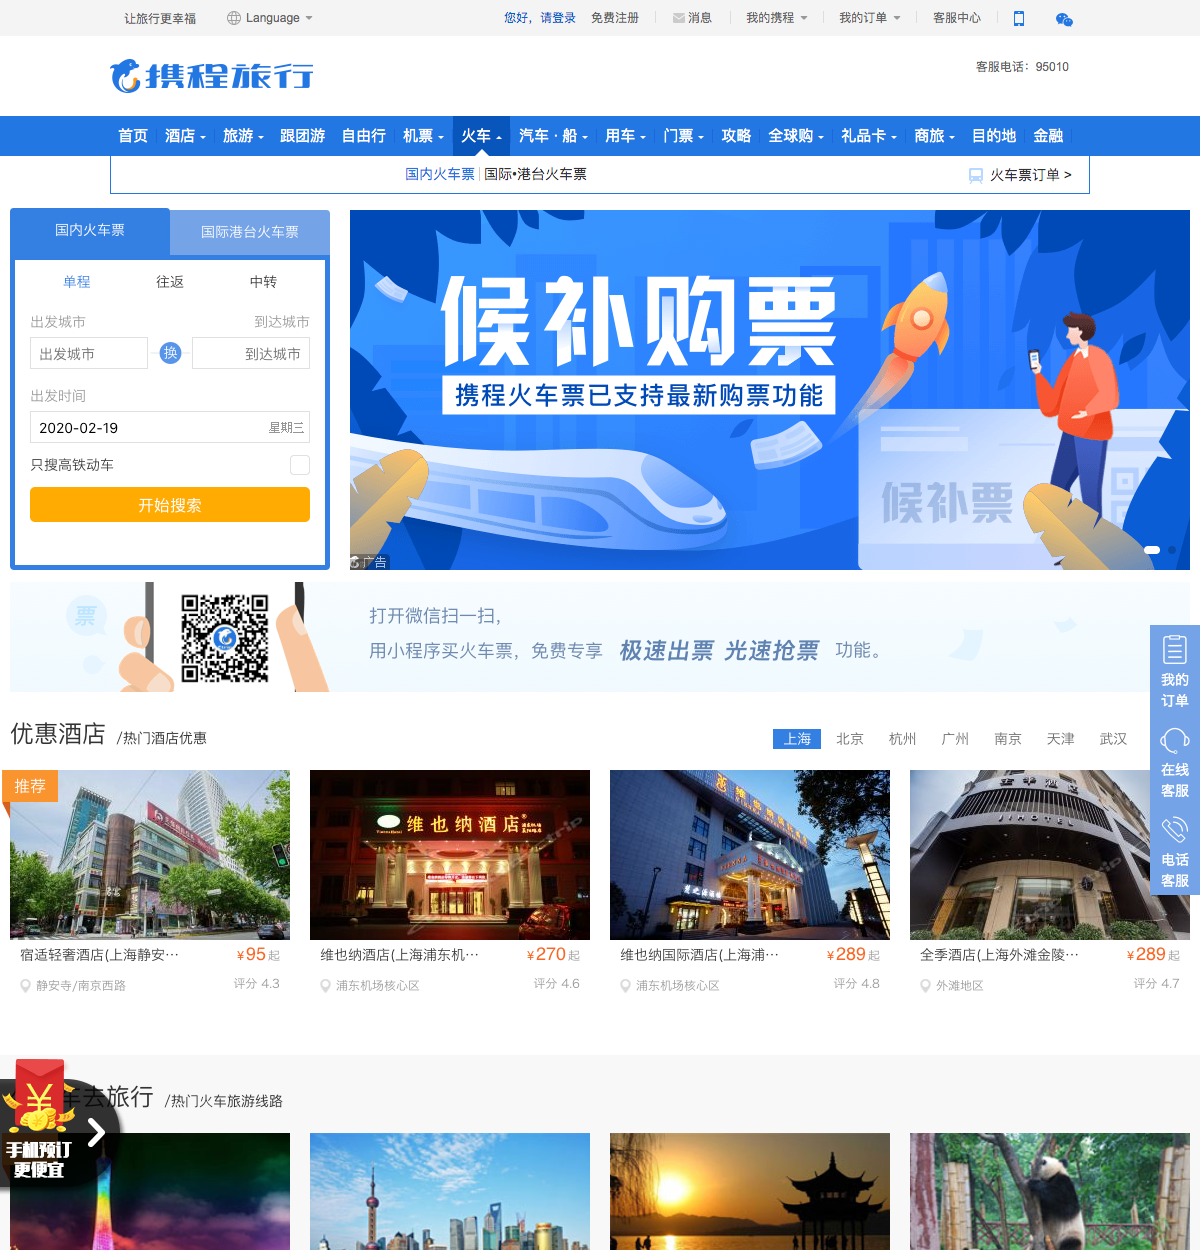 让旅行更幸福
Language
您好，请登录
免费注册
消息
我的携程
我的订单
客服中心
携程旅行
客服电话：95010
首页 酒店 旅游 跟团游 自由行 机票 火车 汽车·船 用车 门票 攻略 全球购 礼品卡 商旅 目的地 金融
国内火车票 国际•港台火车票
火车票订单 >
国内火车票
国际港台火车票
单程 往返 中转
出发城市 到达城市
出发城市 换 到达城市
出发时间
2020-02-19 星期三
只搜高铁动车
开始搜索
候补购票
携程火车票已支持最新购票功能
候补票
广告
票
打开微信扫一扫，
用小程序买火车票，免费专享 极速出票 光速抢票 功能。
我的
订单
在线
客服
电话
客服
优惠酒店 /热门酒店优惠
上海 北京 杭州 广州 南京 天津 武汉
推荐
维也纳酒店
JI HOTEL
宿适轻奢酒店(上海静安… ¥95起
静安寺/南京西路 评分 4.3
维也纳酒店(上海浦东机… ¥270起
浦东机场核心区 评分 4.6
维也纳国际酒店(上海浦… ¥289起
浦东机场核心区 评分 4.8
全季酒店(上海外滩金陵… ¥289起
外滩地区 评分 4.7
车去旅行 /热门火车旅游线路
¥
手机预订
更便宜